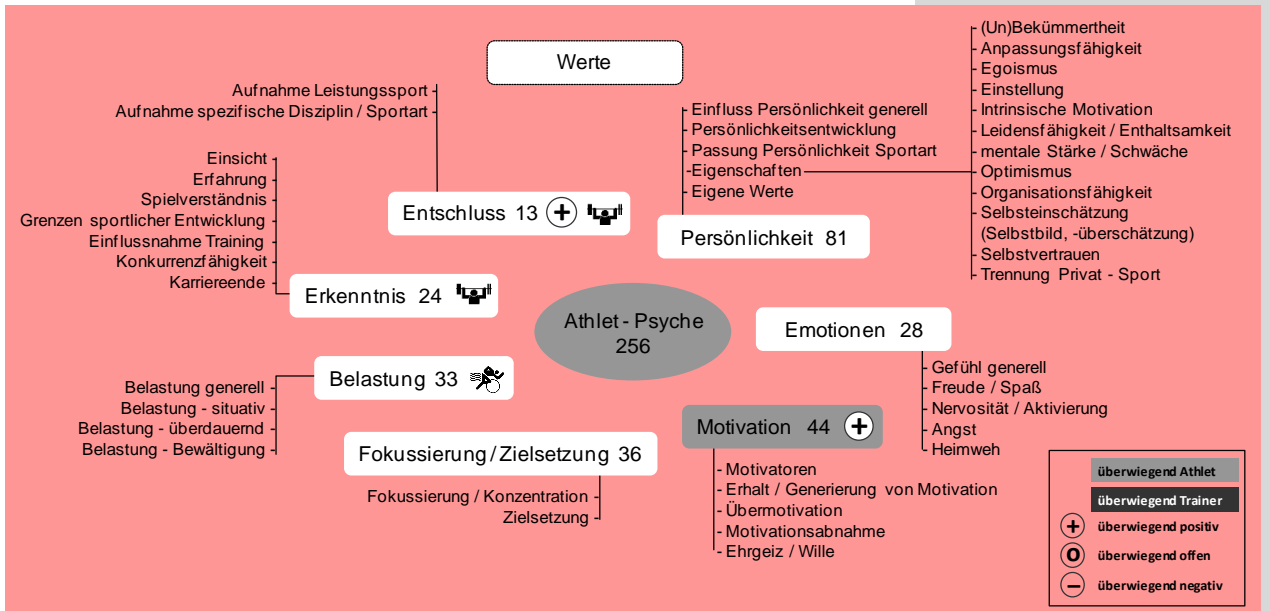 Werte
Aufnahme Leistungssport -
Aufnahme spezifische Disziplin / Sportart -
Entschluss 13 +
Einsicht -
Erfahrung -
Spielverständnis -
Grenzen sportlicher Entwicklung -
Einflussnahme Training -
Konkurrenzfähigkeit -
Karriereende -
Erkenntnis 24
- Einfluss Persönlichkeit generell
- Persönlichkeitsentwicklung
- Passung Persönlichkeit Sportart
-Eigenschaften
- Eigene Werte
Persönlichkeit 81
- (Un)Bekümmertheit
- Anpassungsfähigkeit
- Egoismus
- Einstellung
- Intrinsische Motivation
- Leidensfähigkeit / Enthaltsamkeit
- mentale Stärke / Schwäche
- Optimismus
- Organisationsfähigkeit
- Selbsteinschätzung
(Selbstbild, -überschätzung)
- Selbstvertrauen
- Trennung Privat - Sport
Athlet - Psyche
256
Emotionen 28
- Gefühl generell
- Freude / Spaß
- Nervosität / Aktivierung
- Angst
- Heimweh
Belastung 33
Belastung generell -
Belastung - situativ -
Belastung - überdauernd -
Belastung - Bewältigung -
Fokussierung / Zielsetzung 36
Fokussierung / Konzentration -
Zielsetzung -
Motivation 44 +
- Motivatoren
- Erhalt / Generierung von Motivation
- Übermotivation
- Motivationsabnahme
- Ehrgeiz / Wille
überwiegend Athlet
überwiegend Trainer
+ überwiegend positiv
O überwiegend offen
– überwiegend negativ